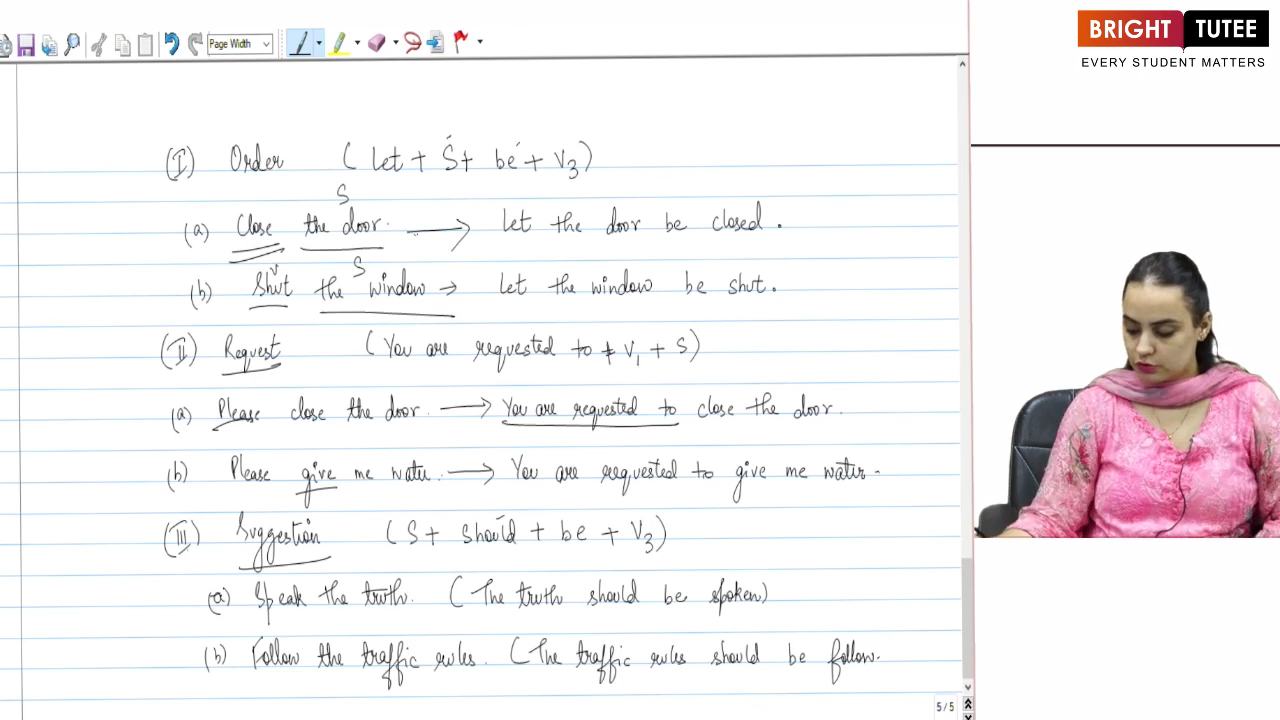 Page Width
BRIGHT TUTEE
EVERY STUDENT MATTERS
(I) Order ( let + S + be + V3)
S
(a) Close the door. → Let the door be closed.
V S
(b) Shut the window → Let the window be shut.
(II) Request (You are requested to + V1 + S)
(a) Please close the door. → You are requested to close the door.
(b) Please give me water. → You are requested to give me water.
(III) Suggestion (S + should + be + V3)
(a) Speak the truth. (The truth should be spoken)
(b) Follow the traffic rules. (The traffic rules should be follow.
5/5